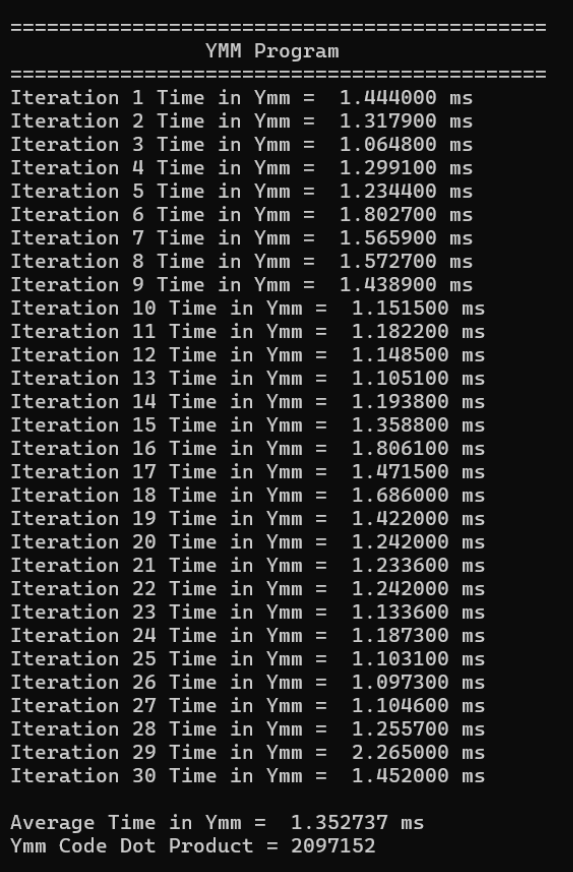 ============================================
YMM Program
============================================
Iteration 1 Time in Ymm =  1.444000 ms
Iteration 2 Time in Ymm =  1.317900 ms
Iteration 3 Time in Ymm =  1.064800 ms
Iteration 4 Time in Ymm =  1.299100 ms
Iteration 5 Time in Ymm =  1.234400 ms
Iteration 6 Time in Ymm =  1.802700 ms
Iteration 7 Time in Ymm =  1.565900 ms
Iteration 8 Time in Ymm =  1.572700 ms
Iteration 9 Time in Ymm =  1.438900 ms
Iteration 10 Time in Ymm =  1.151500 ms
Iteration 11 Time in Ymm =  1.182200 ms
Iteration 12 Time in Ymm =  1.148500 ms
Iteration 13 Time in Ymm =  1.105100 ms
Iteration 14 Time in Ymm =  1.193800 ms
Iteration 15 Time in Ymm =  1.358800 ms
Iteration 16 Time in Ymm =  1.806100 ms
Iteration 17 Time in Ymm =  1.471500 ms
Iteration 18 Time in Ymm =  1.686000 ms
Iteration 19 Time in Ymm =  1.422000 ms
Iteration 20 Time in Ymm =  1.242000 ms
Iteration 21 Time in Ymm =  1.233600 ms
Iteration 22 Time in Ymm =  1.242000 ms
Iteration 23 Time in Ymm =  1.133600 ms
Iteration 24 Time in Ymm =  1.187300 ms
Iteration 25 Time in Ymm =  1.103100 ms
Iteration 26 Time in Ymm =  1.097300 ms
Iteration 27 Time in Ymm =  1.104600 ms
Iteration 28 Time in Ymm =  1.255700 ms
Iteration 29 Time in Ymm =  2.265000 ms
Iteration 30 Time in Ymm =  1.452000 ms
Average Time in Ymm =  1.352737 ms
Ymm Code Dot Product = 2097152